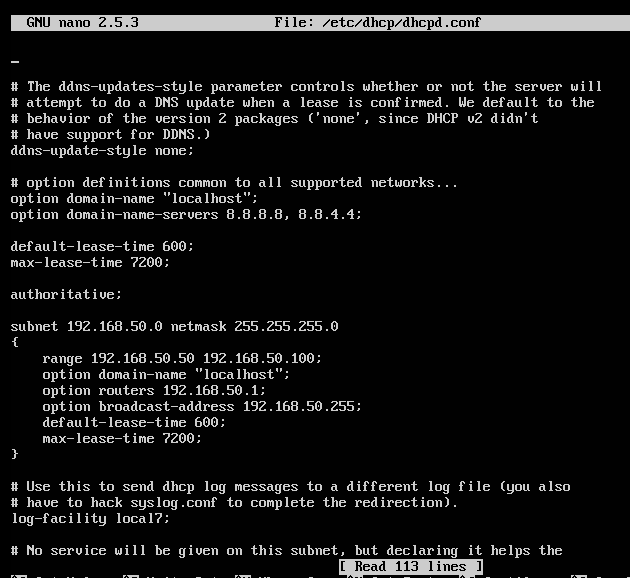 GNU nano 2.5.3 File: /etc/dhcp/dhcpd.conf
# The ddns-updates-style parameter controls whether or not the server will
# attempt to do a DNS update when a lease is confirmed. We default to the
# behavior of the version 2 packages ('none', since DHCP v2 didn't
# have support for DDNS.)
ddns-update-style none;
# option definitions common to all supported networks...
option domain-name "localhost";
option domain-name-servers 8.8.8.8, 8.8.4.4;
default-lease-time 600;
max-lease-time 7200;
authoritative;
subnet 192.168.50.0 netmask 255.255.255.0
{
range 192.168.50.50 192.168.50.100;
option domain-name "localhost";
option routers 192.168.50.1;
option broadcast-address 192.168.50.255;
default-lease-time 600;
max-lease-time 7200;
}
# Use this to send dhcp log messages to a different log file (you also
# have to hack syslog.conf to complete the redirection).
log-facility local7;
# No service will be given on this subnet, but declaring it helps the
[ Read 113 lines ]